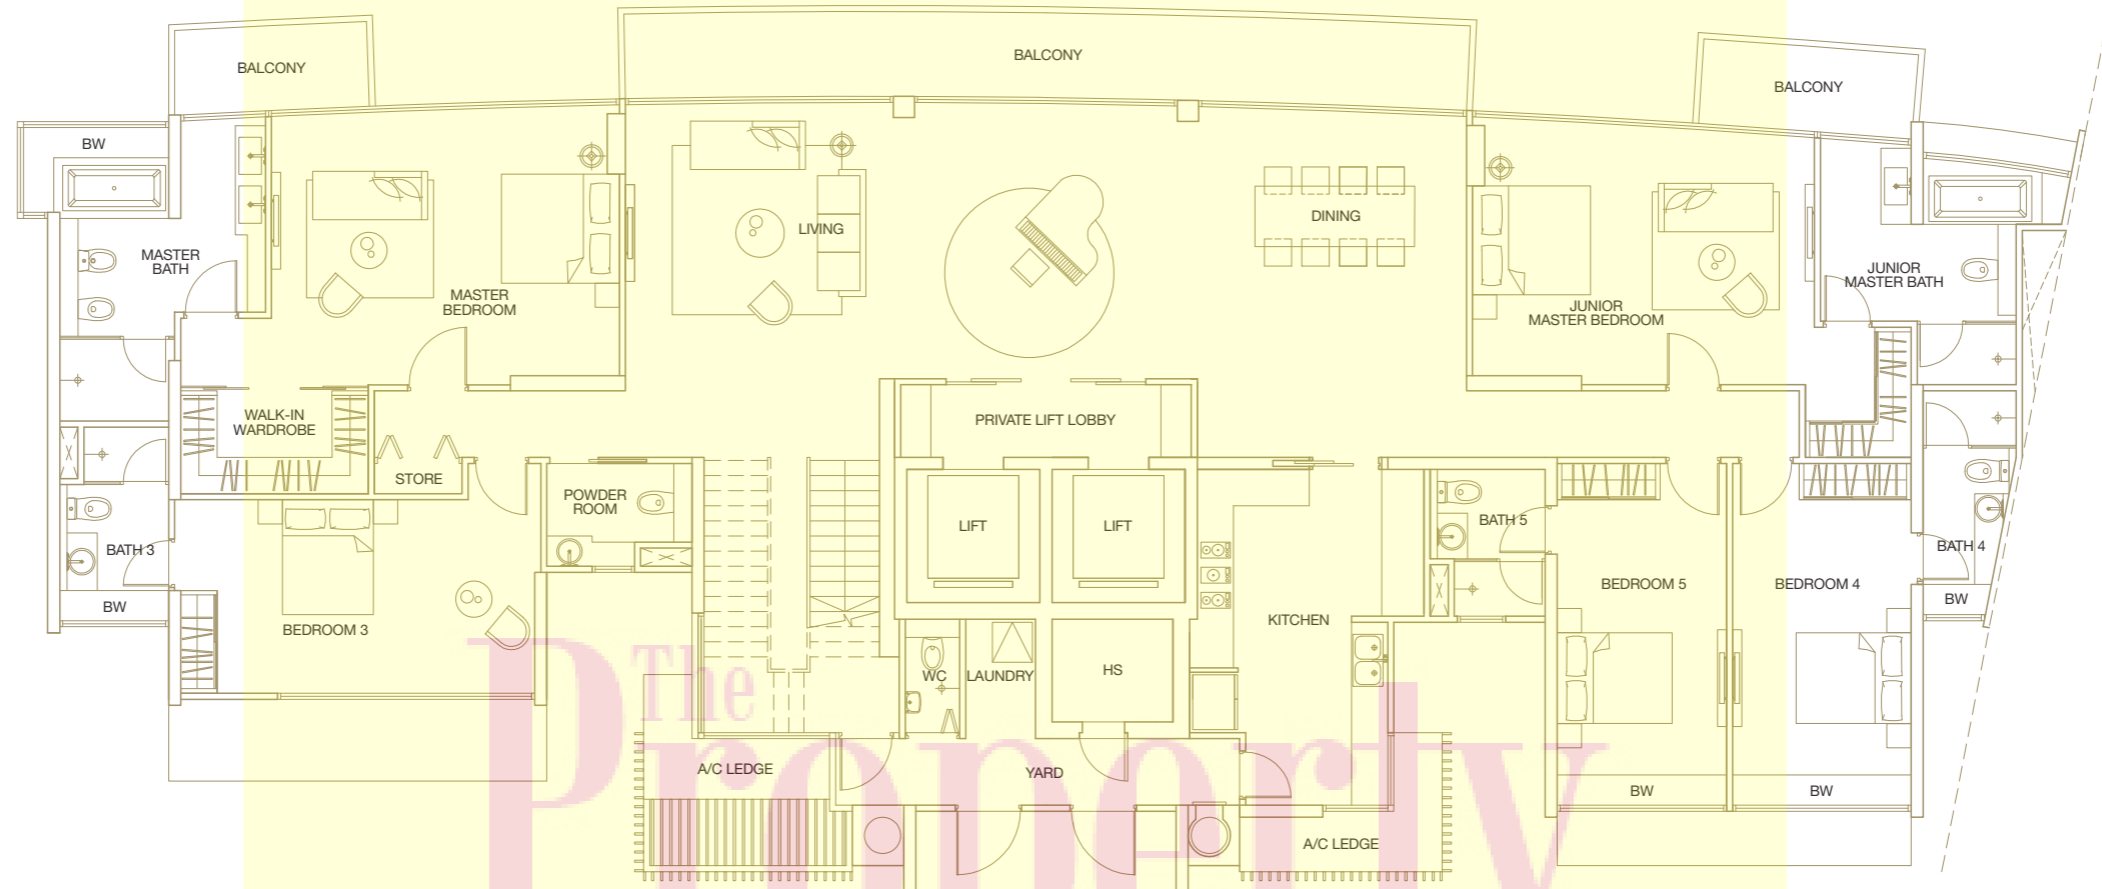 BALCONY
BALCONY
BALCONY
BW
MASTER
BATH
MASTER
BEDROOM
LIVING
DINING
JUNIOR
MASTER BEDROOM
JUNIOR
MASTER BATH
WALK-IN
WARDROBE
STORE
POWDER
ROOM
PRIVATE LIFT LOBBY
LIFT
LIFT
BATH 3
BW
BEDROOM 3
KITCHEN
BATH 5
BEDROOM 5
BEDROOM 4
BATH 4
BW
WC
LAUNDRY
HS
A/C LEDGE
YARD
A/C LEDGE
BW
BW
The
Property